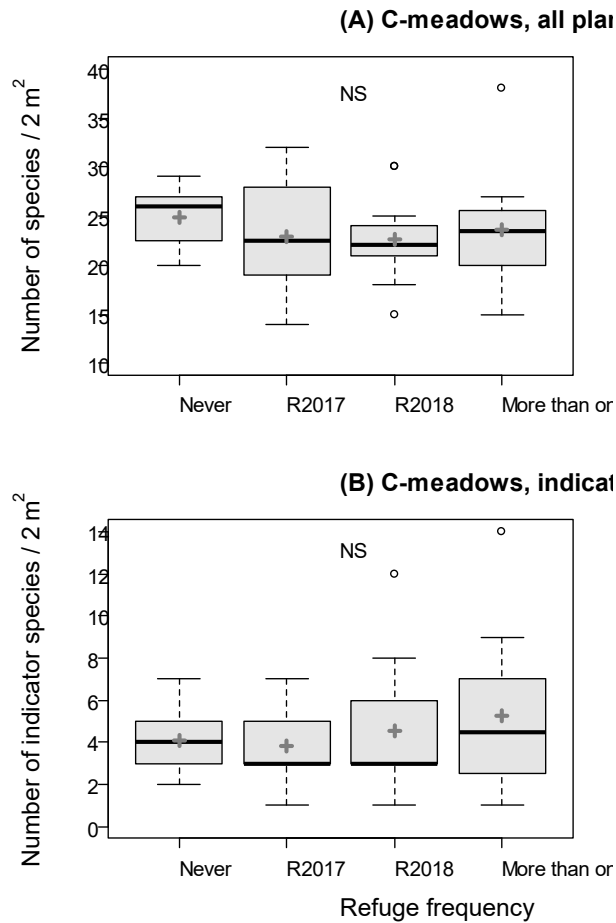 (A) C-meadows, all plan
Number of species / 2 m²
40
35
30
25
20
15
10
NS
Never R2017 R2018 More than on
(B) C-meadows, indicat
Number of indicator species / 2 m²
14
12
10
8
6
4
2
0
NS
Never R2017 R2018 More than on
Refuge frequency